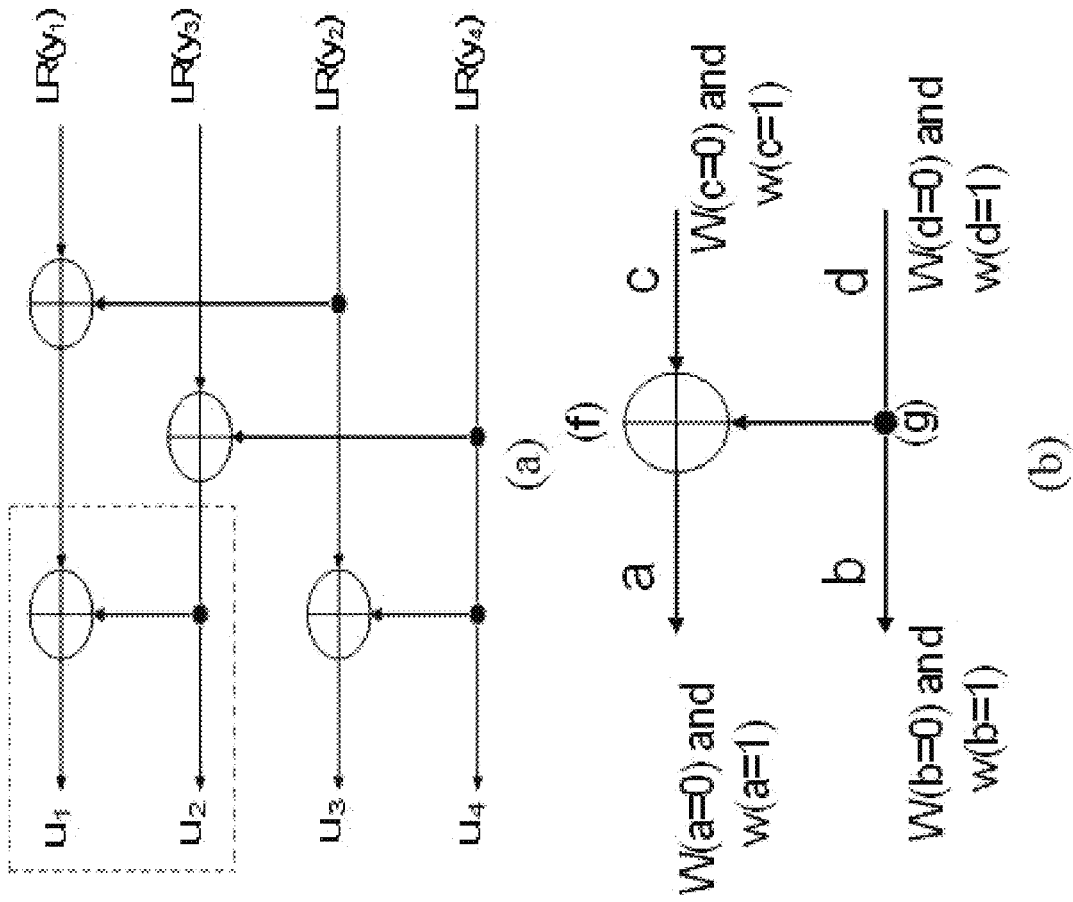 LR(y₁)
LR(y₃)
LR(y₂)
LR(y₄)
u₁
u₂
u₃
u₄
(a)
(f)
a
c
W(c=0) and
w(c=1)
W(a=0) and
w(a=1)
b
d
(g)
W(d=0) and
w(d=1)
W(b=0) and
w(b=1)
(b)